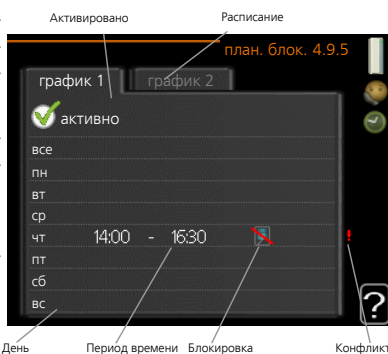 Активировано
Расписание
план. блок. 4.9.5
график 1
график 2
активно
все
пн
вт
ср
чт 14:00 - 16:30 !
пт
сб
вс
?
День
Период времени
Блокировка
Конфликт